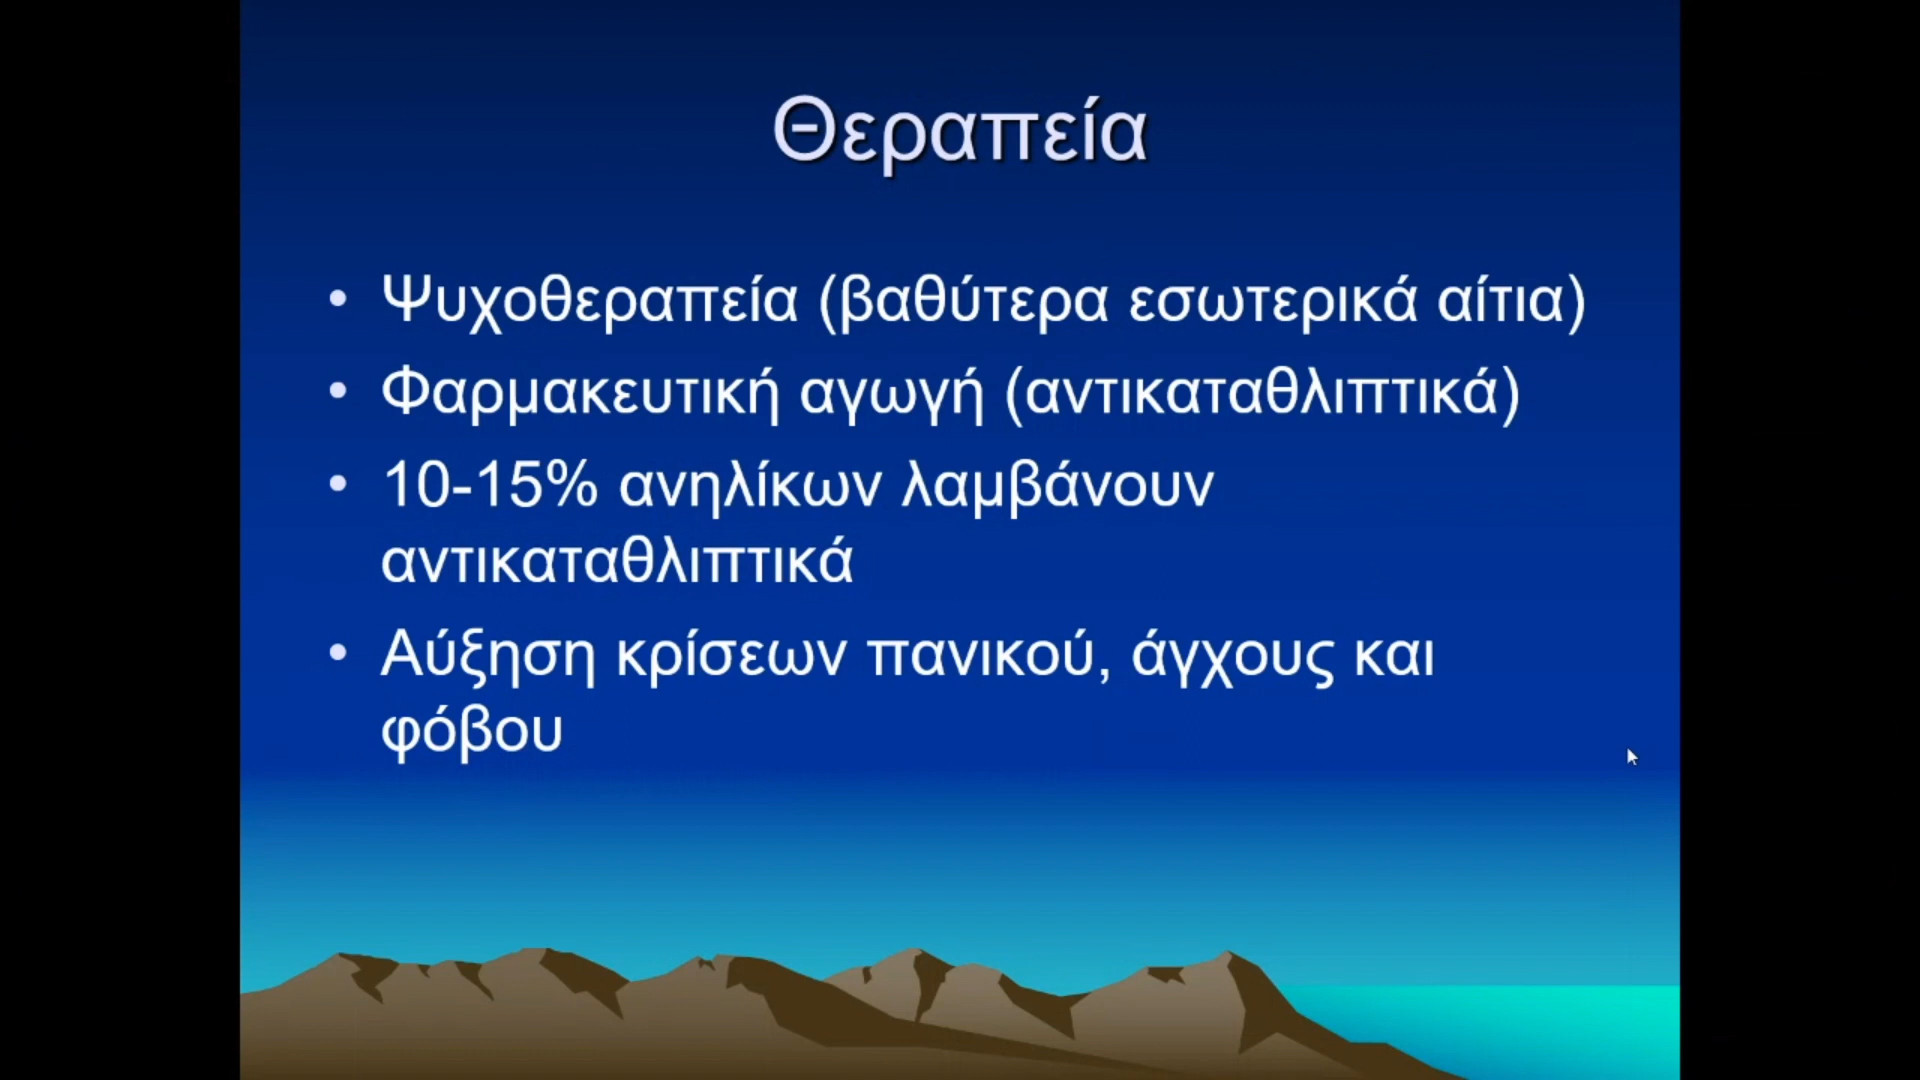 Θεραπεία
• Ψυχοθεραπεία (βαθύτερα εσωτερικά αίτια)
• Φαρμακευτική αγωγή (αντικαταθλιπτικά)
• 10-15% ανηλίκων λαμβάνουν
αντικαταθλιπτικά
• Αύξηση κρίσεων πανικού, άγχους και
φόβου